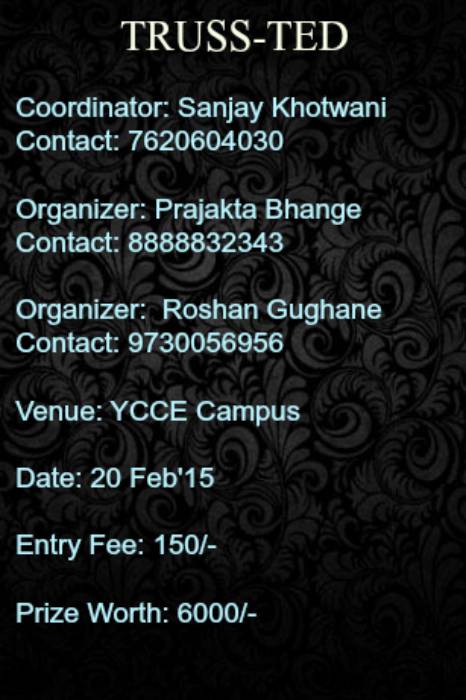 TRUSS-TED
Coordinator: Sanjay Khotwani
Contact: 7620604030
Organizer: Prajakta Bhange
Contact: 8888832343
Organizer:  Roshan Gughane
Contact: 9730056956
Venue: YCCE Campus
Date: 20 Feb'15
Entry Fee: 150/-
Prize Worth: 6000/-